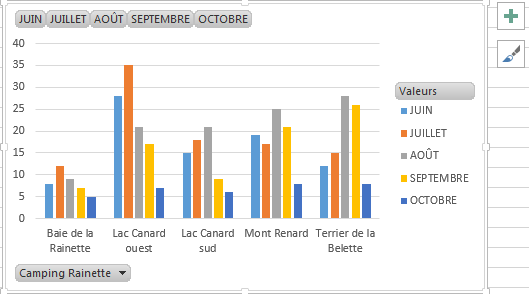 JUIN JUILLET AOÛT SEPTEMBRE OCTOBRE
40
35
30
25
20
15
10
5
0
Baie de la Rainette
Lac Canard ouest
Lac Canard sud
Mont Renard
Terrier de la Belette
Valeurs
JUIN
JUILLET
AOÛT
SEPTEMBRE
OCTOBRE
Camping Rainette